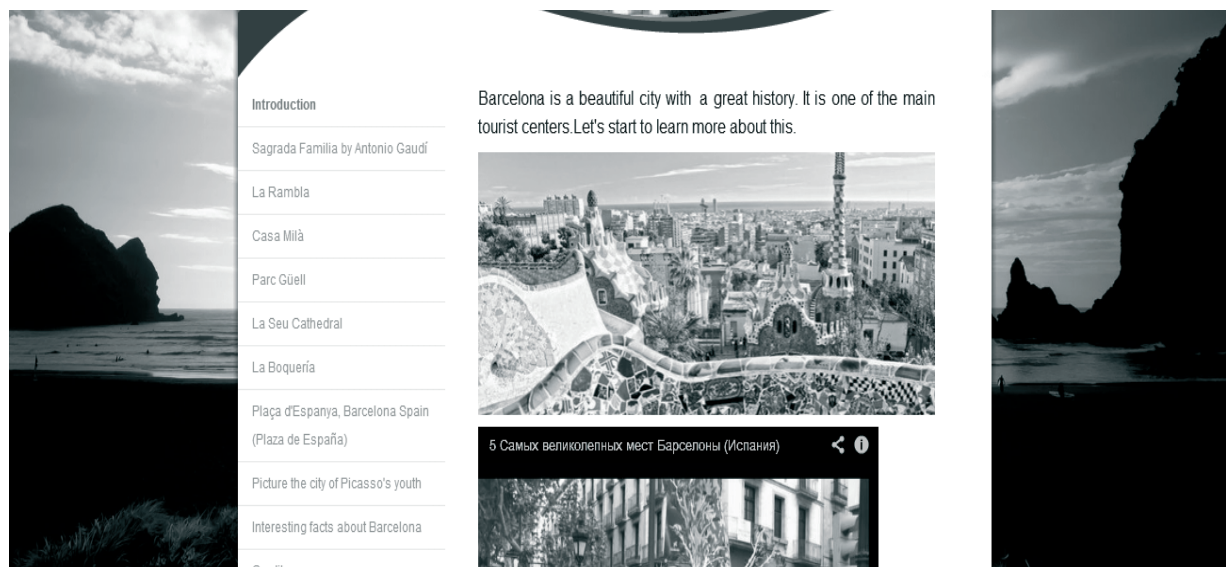 Introduction
Sagrada Familia by Antonio Gaudí
La Rambla
Casa Milà
Parc Güell
La Seu Cathedral
La Boquería
Plaça d'Espanya, Barcelona Spain
(Plaza de España)
Picture the city of Picasso's youth
Interesting facts about Barcelona
Barcelona is a beautiful city with a great history. It is one of the main
tourist centers.Let's start to learn more about this.
5 Самых великолепных мест Барселоны (Испания)